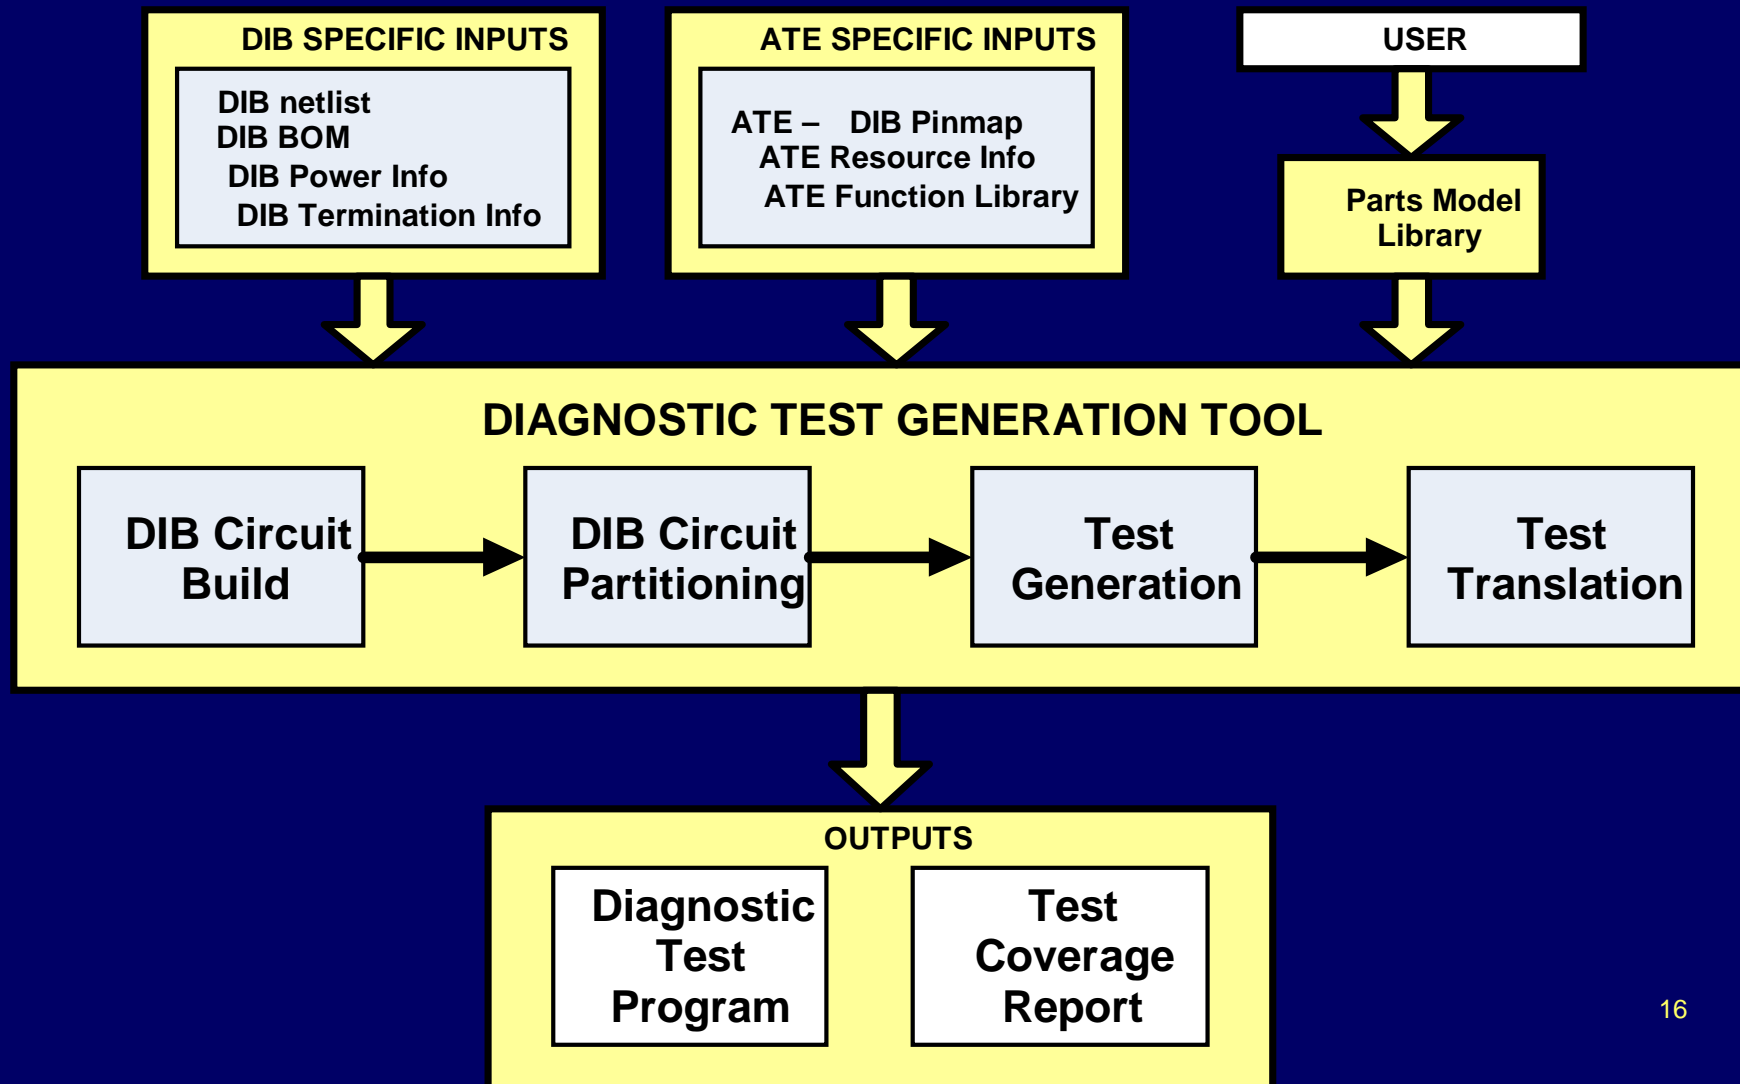 DIB SPECIFIC INPUTS
DIB netlist
DIB BOM
DIB Power Info
DIB Termination Info
ATE SPECIFIC INPUTS
ATE – DIB Pinmap
ATE Resource Info
ATE Function Library
USER
Parts Model
Library
DIAGNOSTIC TEST GENERATION TOOL
DIB Circuit
Build
DIB Circuit
Partitioning
Test
Generation
Test
Translation
OUTPUTS
Diagnostic
Test
Program
Test
Coverage
Report
16